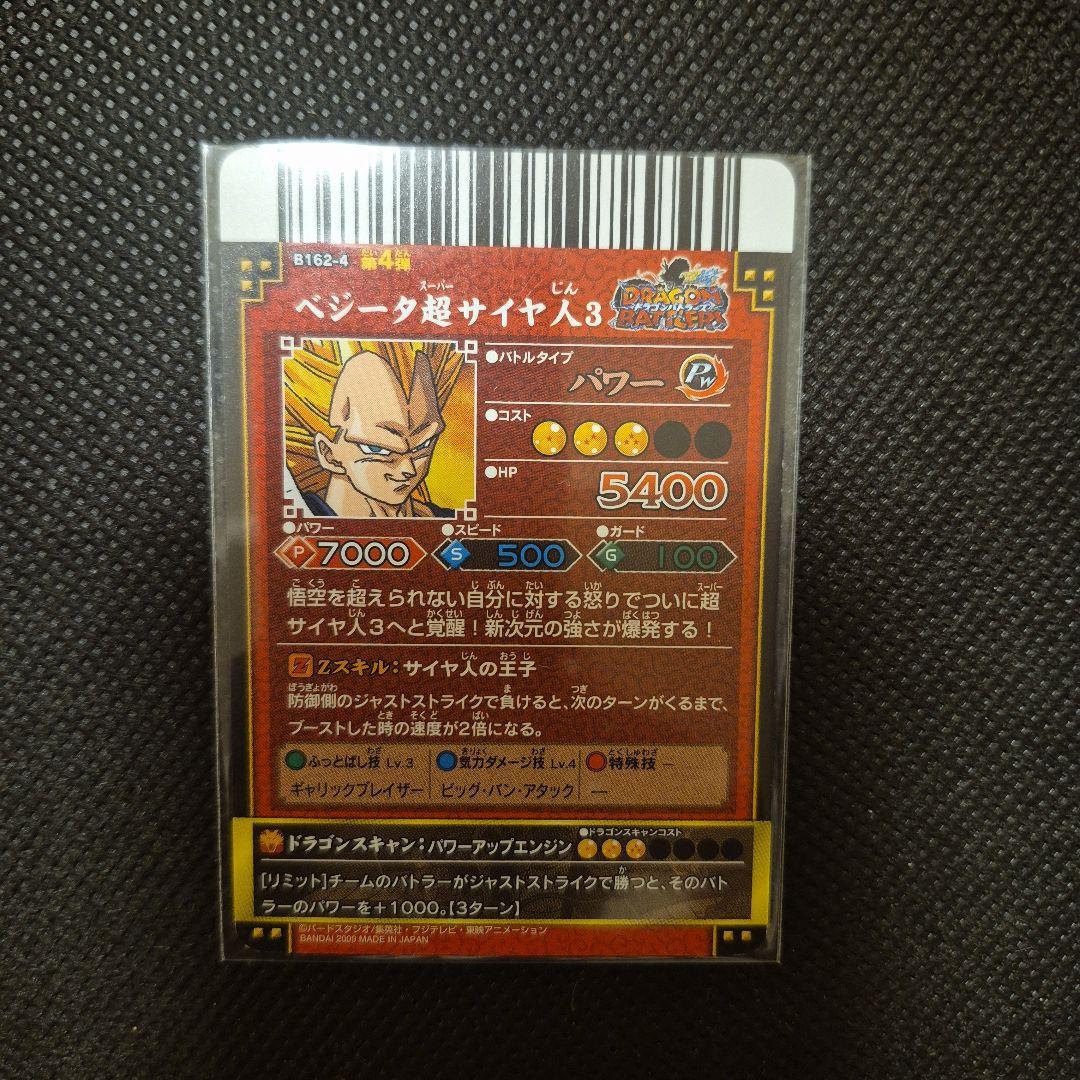 B162-4 第4弾
ベジータ超サイヤ人3
DRAGON
ドラゴンバトラーズ
BATTLERS
●バトルタイプ
パワー PW
●コスト
●HP
5400
●パワー ●スピード ●ガード
P 7000 S 500 G 100
悟空を超えられない自分に対する怒りでついに超
サイヤ人3へと覚醒！新次元の強さが爆発する！
Z Zスキル：サイヤ人の王子
防御側のジャストストライクで負けると、次のターンがくるまで、
ブーストした時の速度が2倍になる。
ふっとばし技 Lv.3 気力ダメージ技 Lv.4 特殊技 —
ギャリックブレイザー ビッグ・バン・アタック —
ドラゴンスキャン：パワーアップエンジン ●ドラゴンスキャンコスト
[リミット]チームのバトラーがジャストストライクで勝つと、そのバト
ラーのパワーを＋1000。【3ターン】
©バードスタジオ/集英社・フジテレビ・東映アニメーション
BANDAI 2009 MADE IN JAPAN